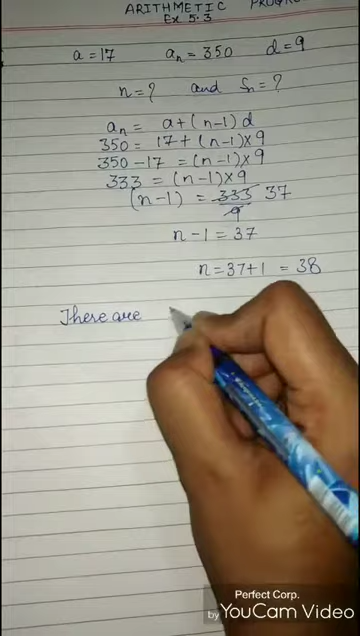 ARITHMETIC PROGRE
Ex 5.3
a = 17 an = 350 d = 9
n = ? and Sn = ?
an = a + (n-1) d
350 = 17 + (n-1) × 9
350 - 17 = (n-1) × 9
333 = (n-1) × 9
(n-1) = 333/9 37
n - 1 = 37
n = 37 + 1 = 38
There are
Perfect Corp.
by YouCam Video